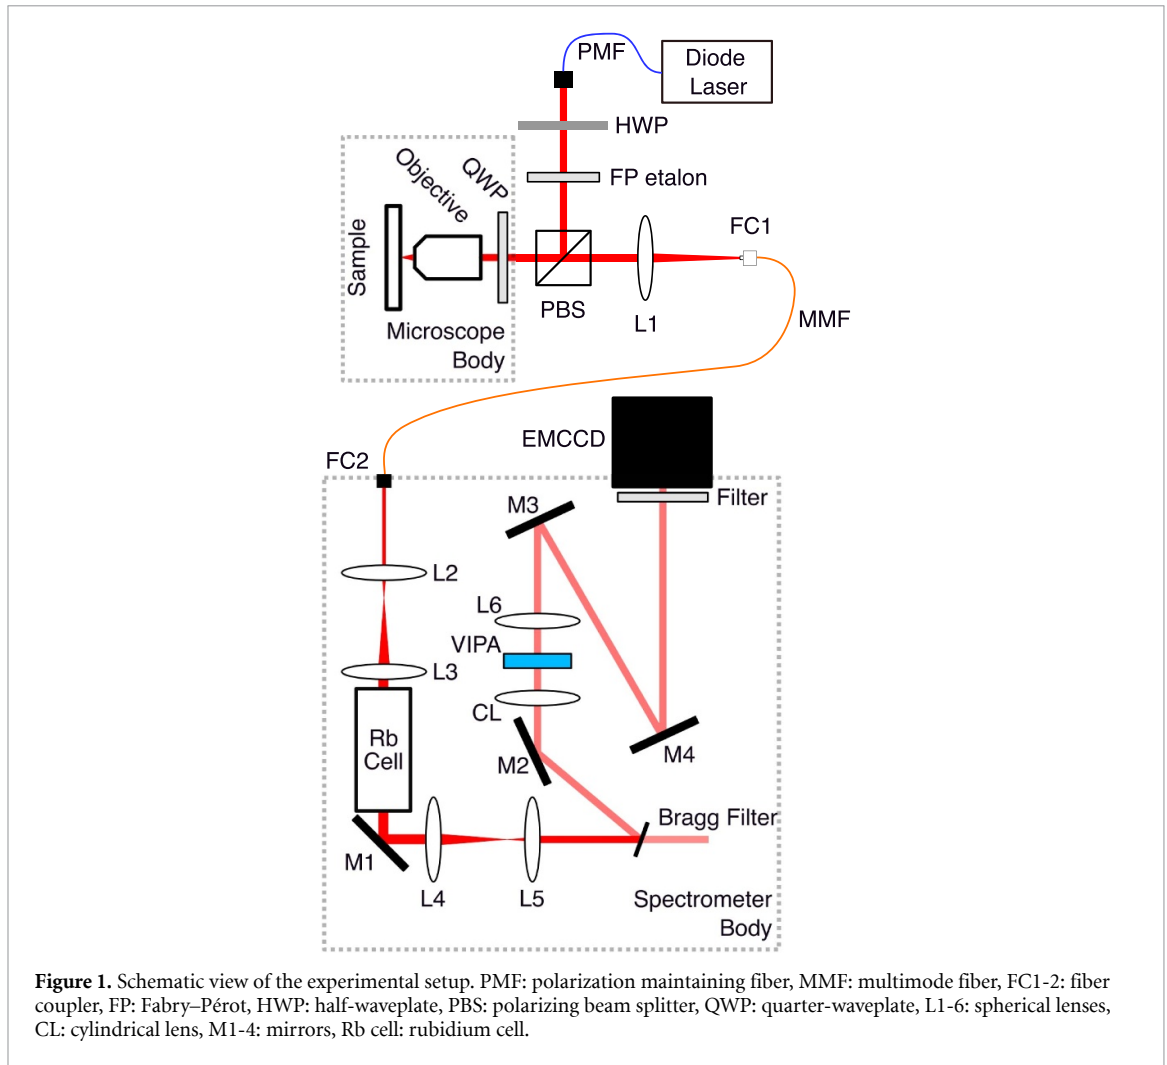 PMF
Diode
Laser
HWP
FP etalon
Objective
QWP
Sample
PBS
L1
FC1
MMF
Microscope
Body
EMCCD
FC2
Filter
M3
L2
L6
VIPA
L3
CL
Rb
Cell
M2
M4
Bragg Filter
M1
L4
L5
Spectrometer
Body
Figure 1. Schematic view of the experimental setup. PMF: polarization maintaining fiber, MMF: multimode fiber, FC1-2: fiber
coupler, FP: Fabry–Pérot, HWP: half-waveplate, PBS: polarizing beam splitter, QWP: quarter-waveplate, L1-6: spherical lenses,
CL: cylindrical lens, M1-4: mirrors, Rb cell: rubidium cell.